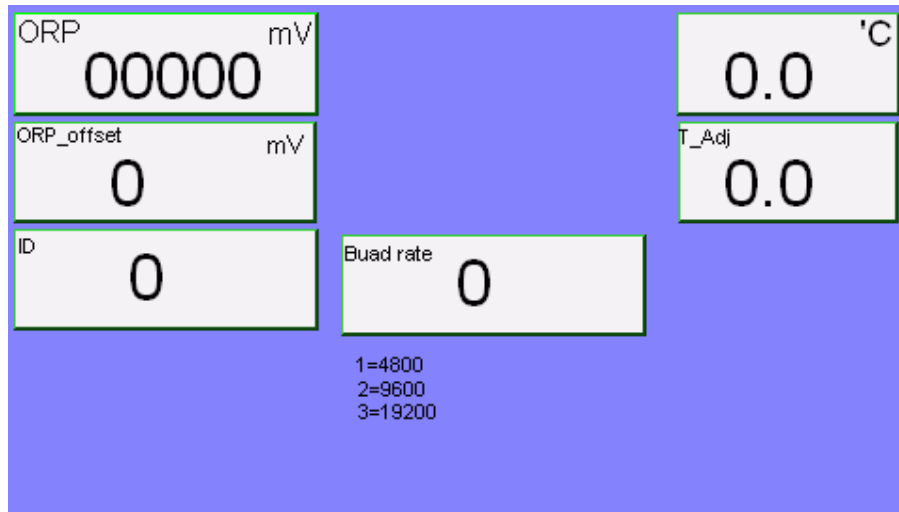 ORP mV
00000
'C
0.0
ORP_offset mV
0
T_Adj
0.0
ID
0
Buad rate
0
1=4800
2=9600
3=19200